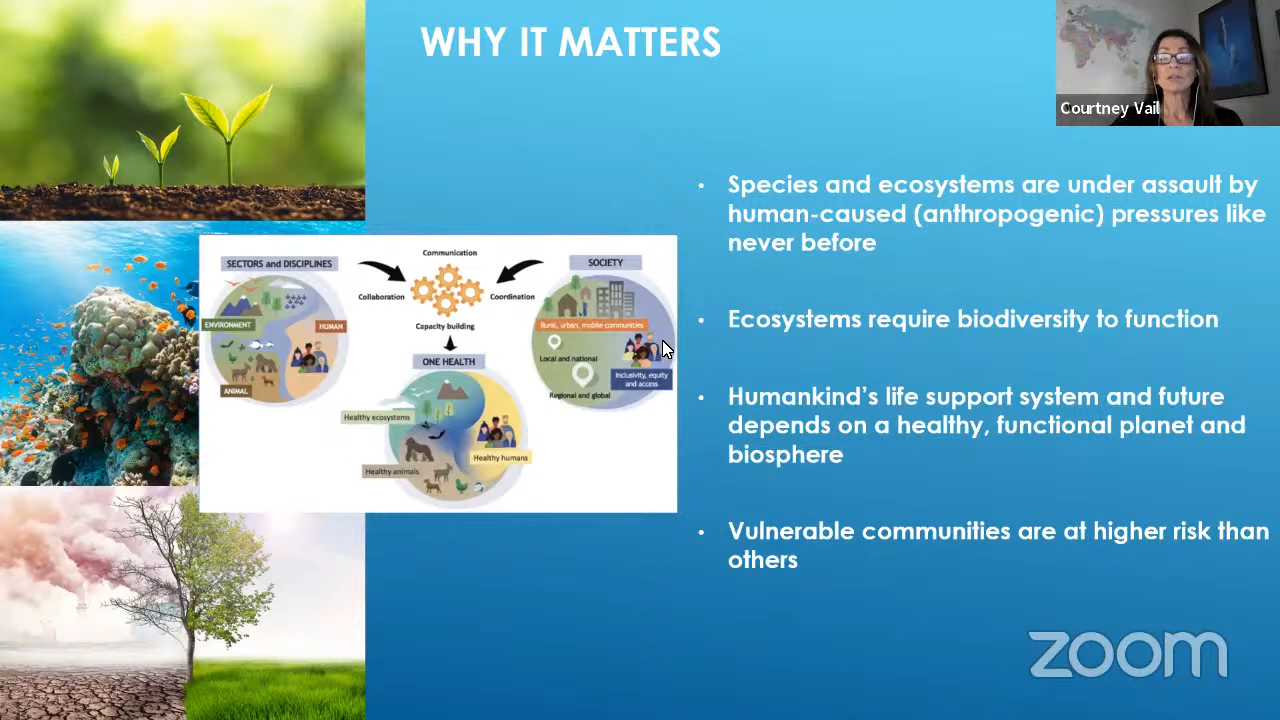 WHY IT MATTERS
Courtney Vail
Species and ecosystems are under assault by
human-caused (anthropogenic) pressures like
never before
Ecosystems require biodiversity to function
Humankind's life support system and future
depends on a healthy, functional planet and
biosphere
Vulnerable communities are at higher risk than
others
Communication
SECTORS and DISCIPLINES
SOCIETY
Collaboration
Coordination
ENVIRONMENT
HUMAN
Capacity building
Rural, urban, mobile communities
ONE HEALTH
Local and national
Inclusivity, equity
and access
ANIMAL
Regional and global
Healthy ecosystems
Healthy humans
Healthy animals
zoom